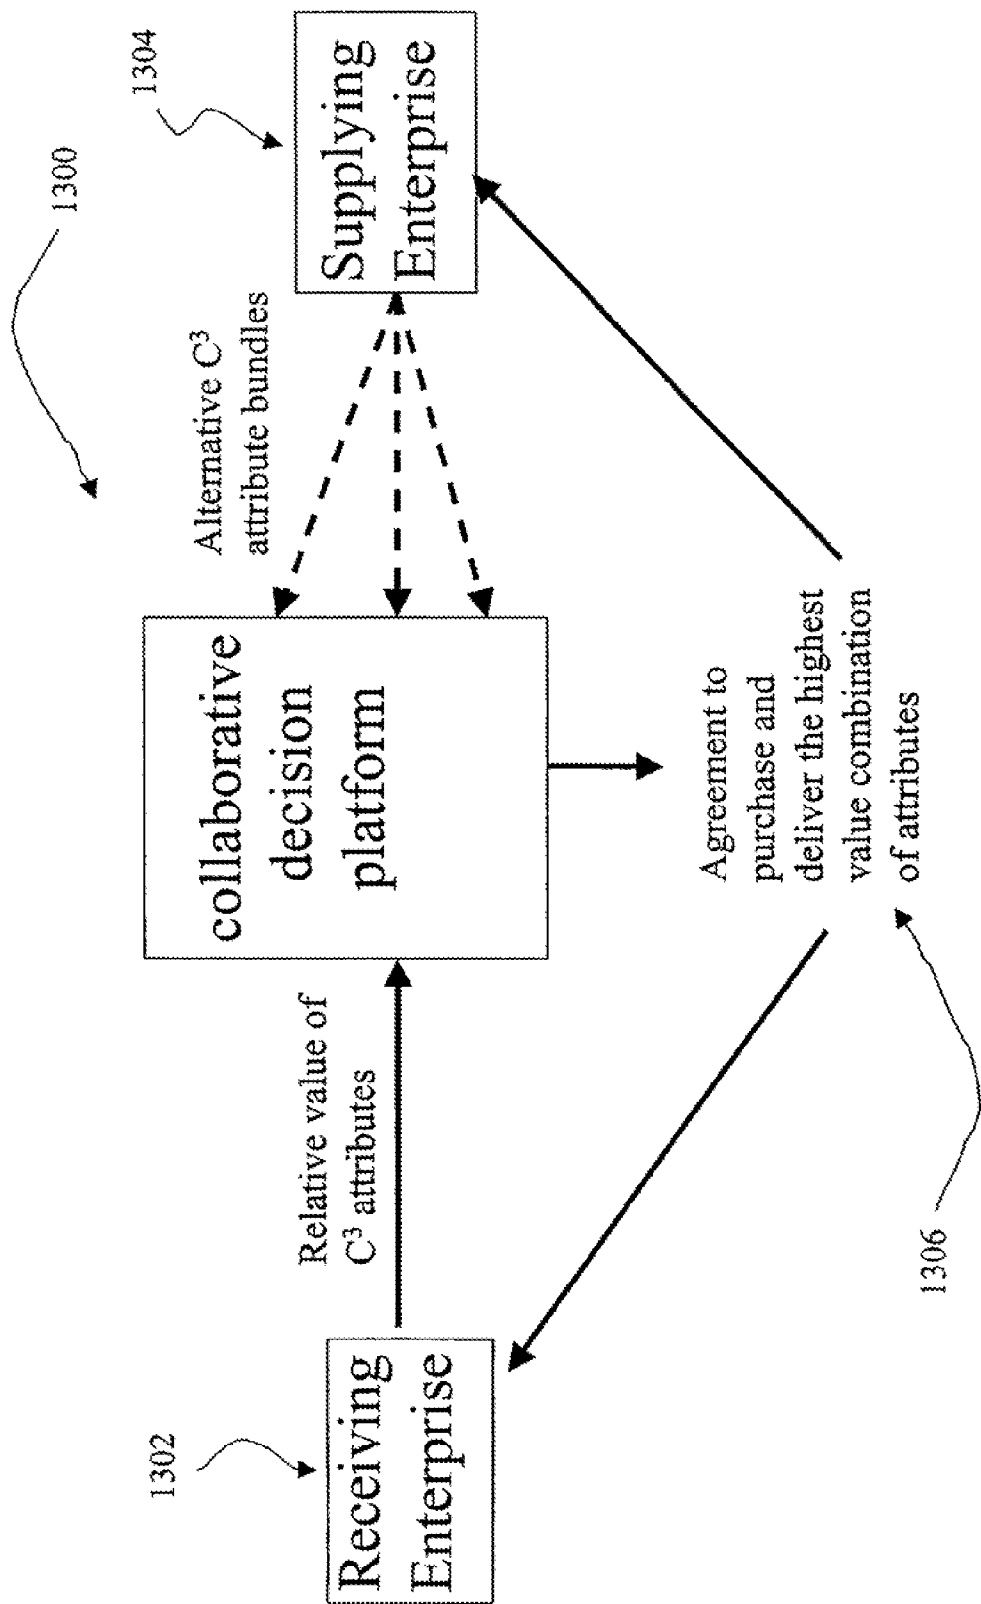 1300
1302
Receiving
Enterprise
Relative value of
C³ attributes
collaborative
decision
platform
Alternative C³
attribute bundles
1304
Supplying
Enterprise
Agreement to
purchase and
deliver the highest
value combination
of attributes
1306